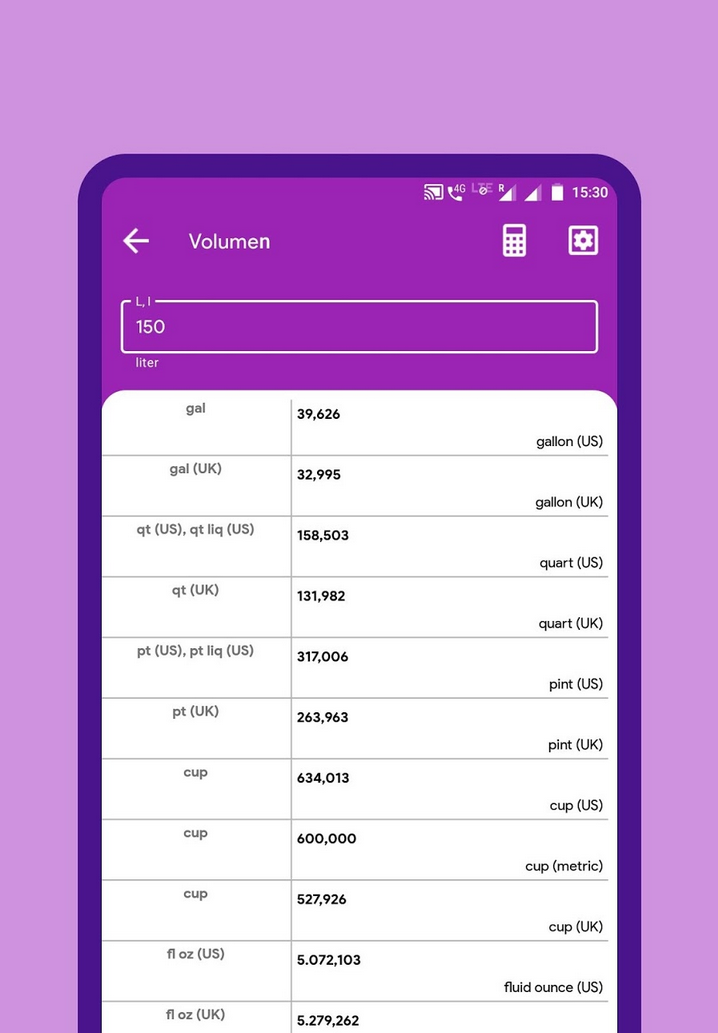 4G LTE R 15:30
Volumen
L, l
150
liter
gal 39,626
gallon (US)
gal (UK) 32,995
gallon (UK)
qt (US), qt liq (US) 158,503
quart (US)
qt (UK) 131,982
quart (UK)
pt (US), pt liq (US) 317,006
pint (US)
pt (UK) 263,963
pint (UK)
cup 634,013
cup (US)
cup 600,000
cup (metric)
cup 527,926
cup (UK)
fl oz (US) 5.072,103
fluid ounce (US)
fl oz (UK) 5.279,262